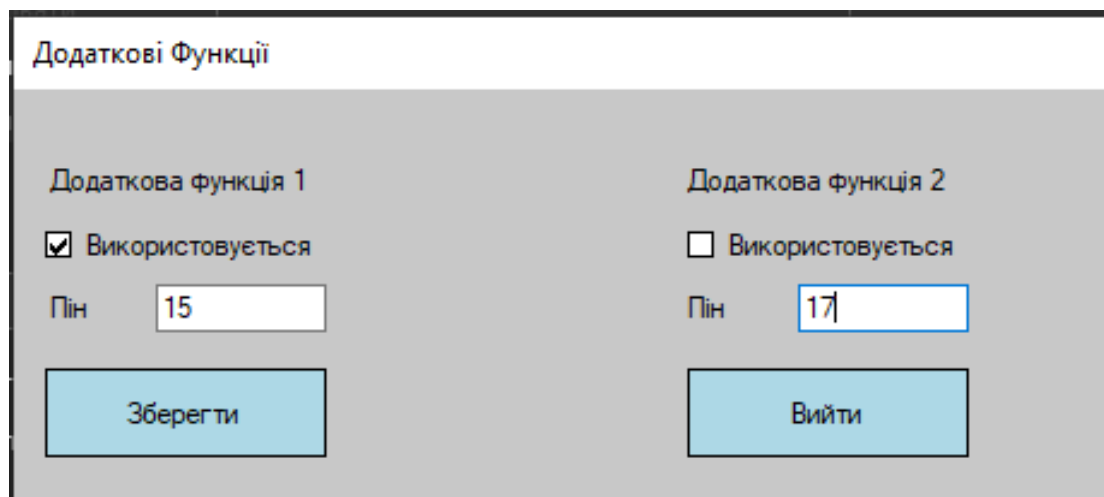 Додаткові Функції
Додаткова функція 1
Додаткова функція 2
Використовується
Використовується
Пін 15
Пін 17
Зберегти
Вийти